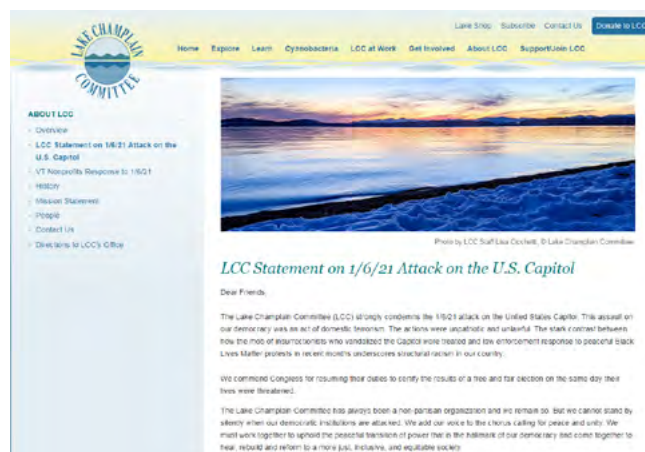 Lake Shop Subscribe Contact Us Donate to LCC
LAKE CHAMPLAIN
COMMITTEE
Home Explore Learn Cyanobacteria LCC at Work Get Involved About LCC Support/Join LCC
ABOUT LCC
Overview
LCC Statement on 1/6/21 Attack on the
U.S. Capitol
VT Nonprofits Response to 1/6/21
History
Mission Statement
People
Contact Us
Directions to LCC's Office
Photo by LCC Staff Lisa © Lake Champlain Committee
LCC Statement on 1/6/21 Attack on the U.S. Capitol
Dear Friends,
The Lake Champlain Committee (LCC) strongly condemns the 1/6/21 attack on the United States Capitol. This assault on
our democracy was an act of domestic terrorism. The actions were unpatriotic and unlawful. The stark contrast between
how the mob of insurrectionists who vandalized the Capitol were treated and law enforcement response to peaceful Black
Lives Matter protests in recent months underscores structural racism in our country.
We commend Congress for resuming their duties to certify the results of a free and fair election on the same day their
lives were threatened.
The Lake Champlain Committee has always been a non-partisan organization and we remain so. But we cannot stand by
silently when our democratic institutions are attacked. We add our voice to the chorus calling for peace and unity. We
must work together to uphold the peaceful transition of power that is the hallmark of our democracy and come together to
heal, rebuild and reform to a more just, inclusive, and equitable society.